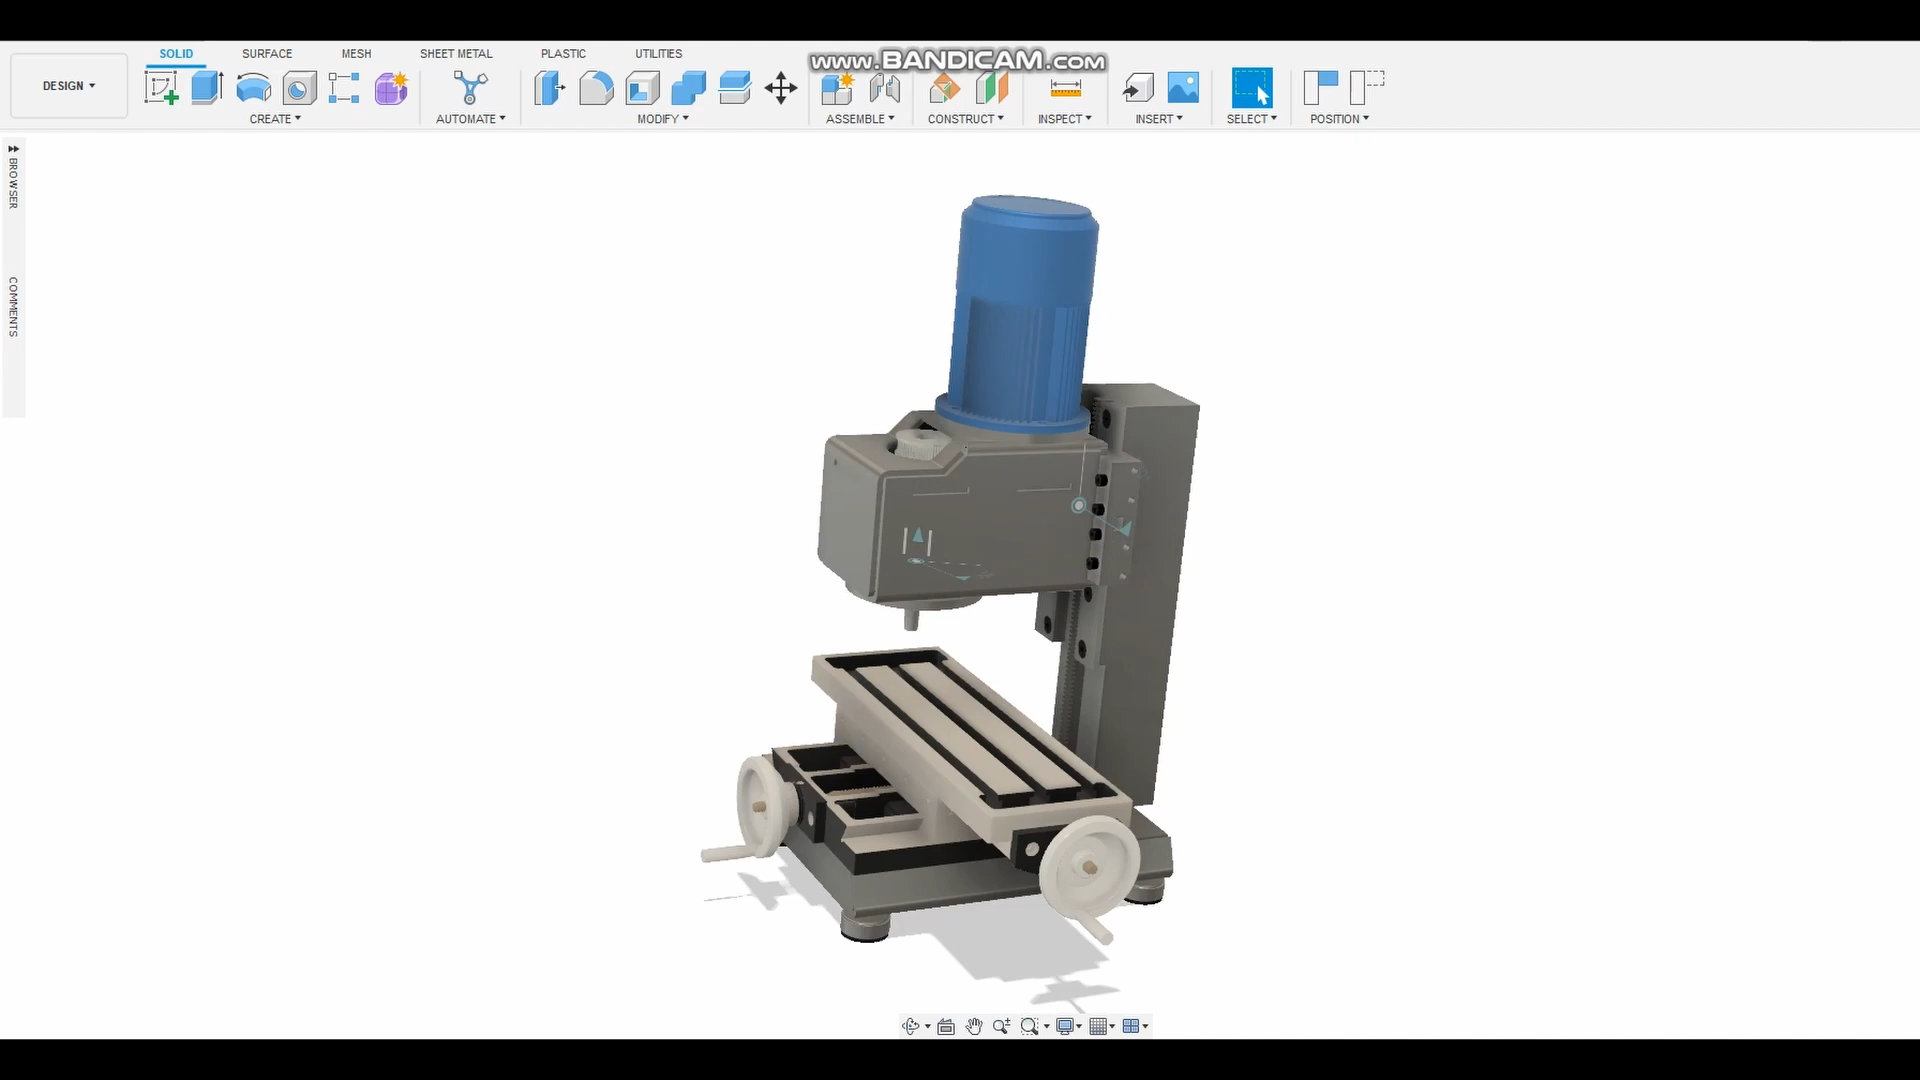 SOLID SURFACE MESH SHEET METAL PLASTIC UTILITIES
www.BANDICAM.com
DESIGN
CREATE AUTOMATE MODIFY ASSEMBLE CONSTRUCT INSPECT INSERT SELECT POSITION
BROWSER
COMMENTS